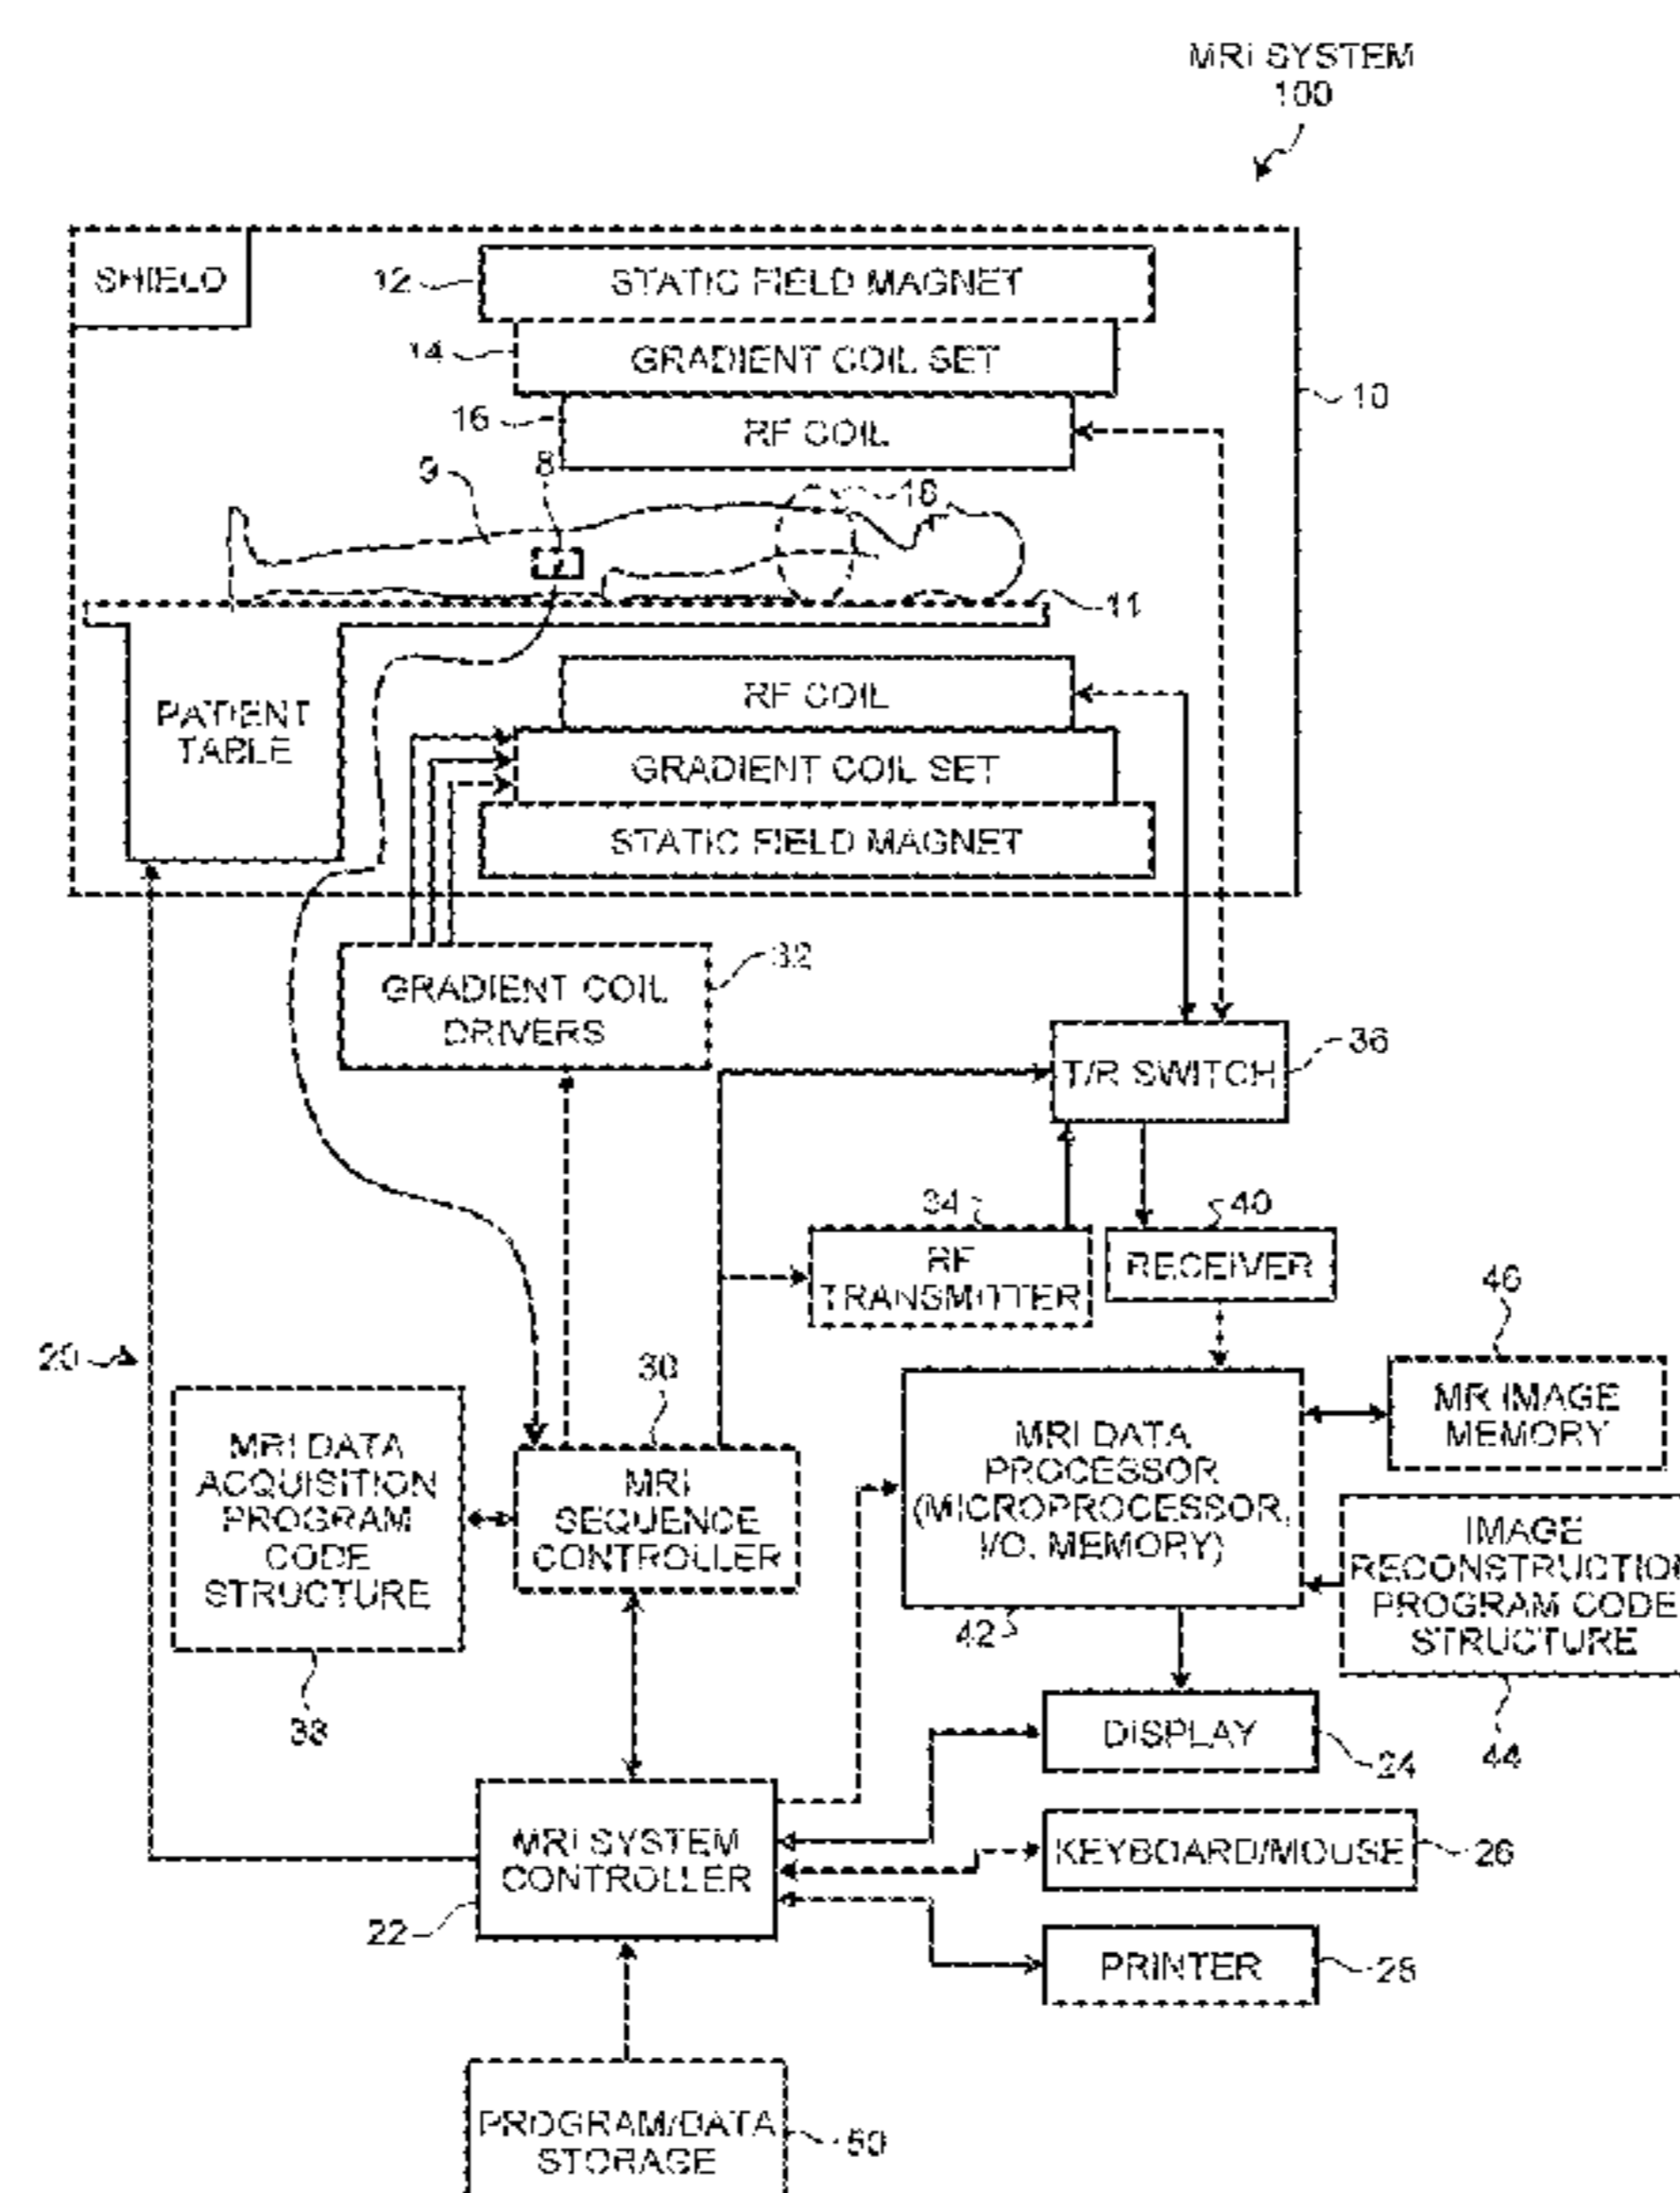 MRI SYSTEM
100
SHIELD
12
STATIC FIELD MAGNET
14
GRADIENT COIL SET
10
16
RF COIL
9
8
18
11
RF COIL
PATIENT
TABLE
GRADIENT COIL SET
STATIC FIELD MAGNET
32
GRADIENT COIL
DRIVERS
36
T/R SWITCH
34
40
RF
TRANSMITTER
RECEIVER
46
20
30
MR IMAGE
MEMORY
MRI DATA
ACQUISITION
PROGRAM
CODE
STRUCTURE
MRI
SEQUENCE
CONTROLLER
MRI DATA
PROCESSOR
(MICROPROCESSOR,
I/O, MEMORY)
IMAGE
RECONSTRUCTION
PROGRAM CODE
STRUCTURE
42
38
DISPLAY
24
44
MRI SYSTEM
CONTROLLER
KEYBOARD/MOUSE
26
22
PRINTER
28
PROGRAM/DATA
STORAGE
50